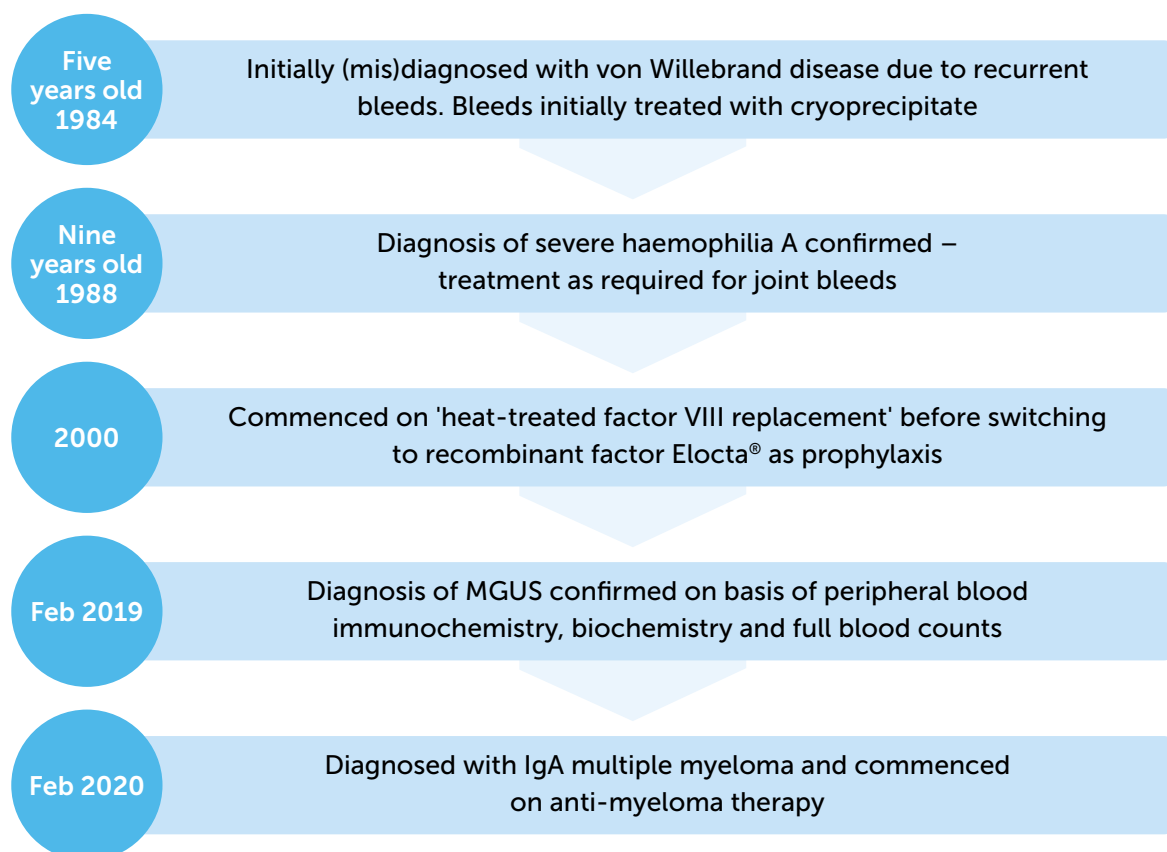 Five
years old
1984
Initially (mis)diagnosed with von Willebrand disease due to recurrent
bleeds. Bleeds initially treated with cryoprecipitate
Nine
years old
1988
Diagnosis of severe haemophilia A confirmed –
treatment as required for joint bleeds
2000
Commenced on 'heat-treated factor VIII replacement' before switching
to recombinant factor Elocta® as prophylaxis
Feb 2019
Diagnosis of MGUS confirmed on basis of peripheral blood
immunochemistry, biochemistry and full blood counts
Feb 2020
Diagnosed with IgA multiple myeloma and commenced
on anti-myeloma therapy